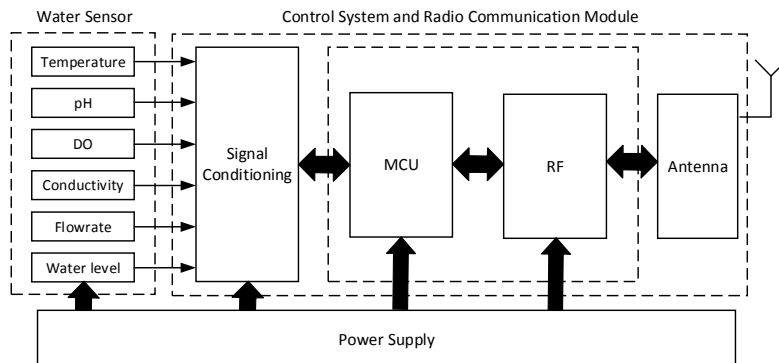 Water Sensor
Control System and Radio Communication Module
Temperature
pH
DO
Conductivity
Flowrate
Water level
Signal
Conditioning
MCU
RF
Antenna
Power Supply